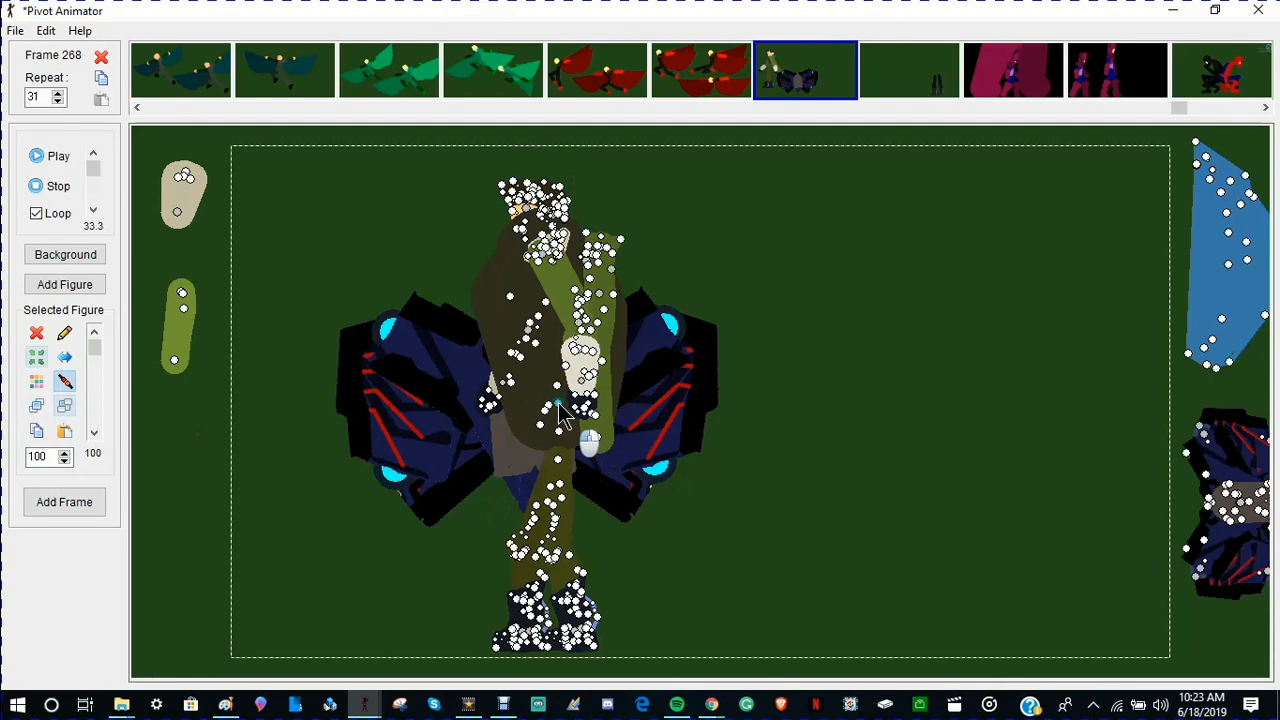 *Pivot Animator
File Edit Help
Frame 268
Repeat :
31
Play
Stop
Loop
33.3
Background
Add Figure
Selected Figure
100 100
Add Frame
10:23 AM
6/18/2019